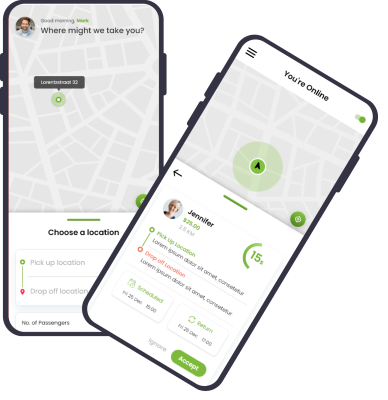 Good Morning, Mark
Where might we take you?
Lorentsstraat 32
Choose a location
Pick up location
Drop off location
No. of Passengers
You're Online
Jennifer
$25.00
2.5 KM
15s
Pick Up Location
Lorem ipsum dolor sit amet, consectetur
Drop off Location
Lorem ipsum dolor sit amet, consectetur
Scheduled
Fri 25 Dec 15:00
Return
Fri 25 Dec 17:00
Ignore
Accept